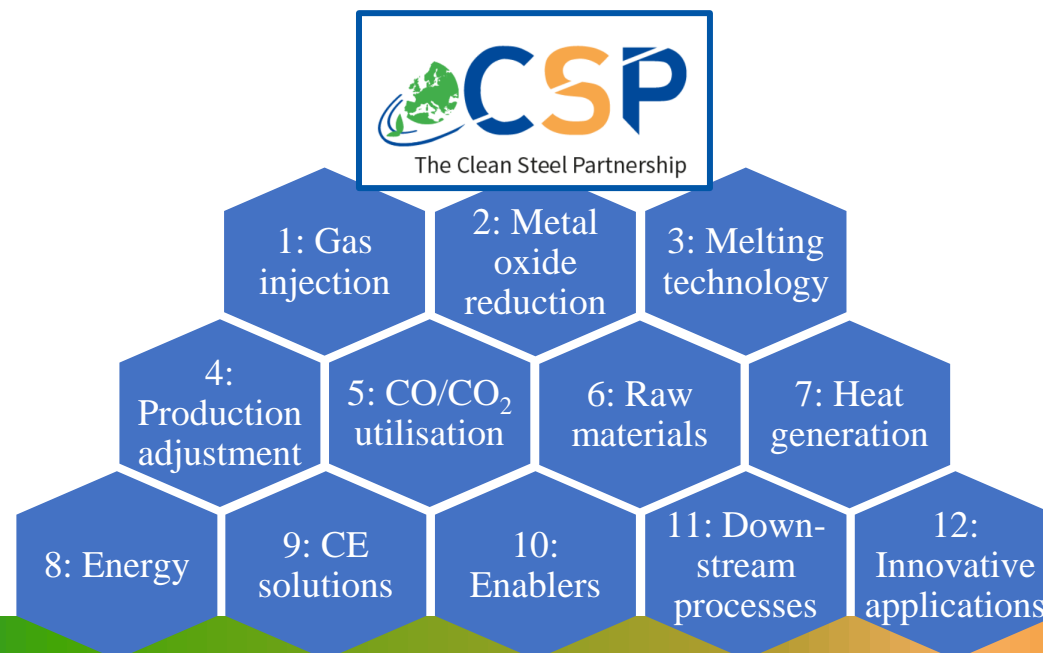 CSP
The Clean Steel Partnership
1: Gas
injection
2: Metal
oxide
reduction
3: Melting
technology
4:
Production
adjustment
5: CO/CO₂
utilisation
6: Raw
materials
7: Heat
generation
8: Energy
9: CE
solutions
10:
Enablers
11: Down-
stream
processes
12:
Innovative
applications